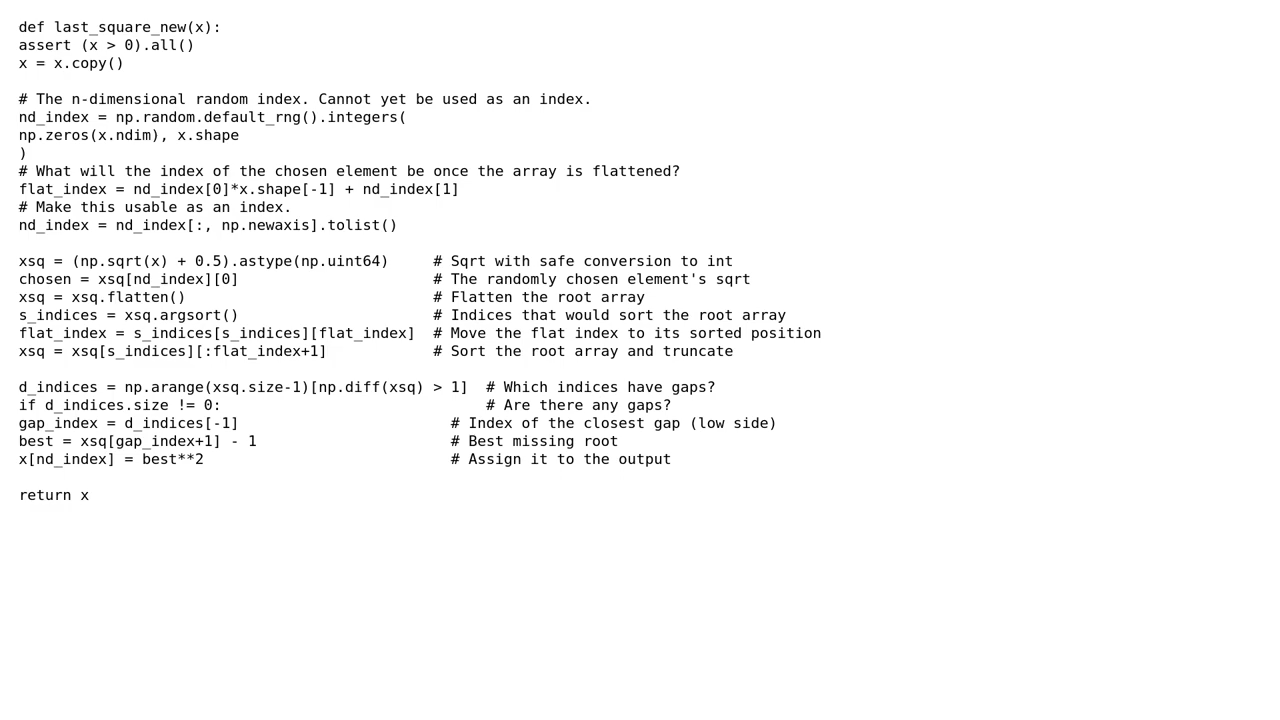 def last_square_new(x):
assert (x > 0).all()
x = x.copy()

# The n-dimensional random index. Cannot yet be used as an index.
nd_index = np.random.default_rng().integers(
np.zeros(x.ndim), x.shape
)
# What will the index of the chosen element be once the array is flattened?
flat_index = nd_index[0]*x.shape[-1] + nd_index[1]
# Make this usable as an index.
nd_index = nd_index[:, np.newaxis].tolist()

xsq = (np.sqrt(x) + 0.5).astype(np.uint64)     # Sqrt with safe conversion to int
chosen = xsq[nd_index][0]                      # The randomly chosen element's sqrt
xsq = xsq.flatten()                            # Flatten the root array
s_indices = xsq.argsort()                      # Indices that would sort the root array
flat_index = s_indices[s_indices][flat_index]  # Move the flat index to its sorted position
xsq = xsq[s_indices][:flat_index+1]            # Sort the root array and truncate

d_indices = np.arange(xsq.size-1)[np.diff(xsq) > 1]  # Which indices have gaps?
if d_indices.size != 0:                              # Are there any gaps?
gap_index = d_indices[-1]                        # Index of the closest gap (low side)
best = xsq[gap_index+1] - 1                      # Best missing root
x[nd_index] = best**2                            # Assign it to the output

return x